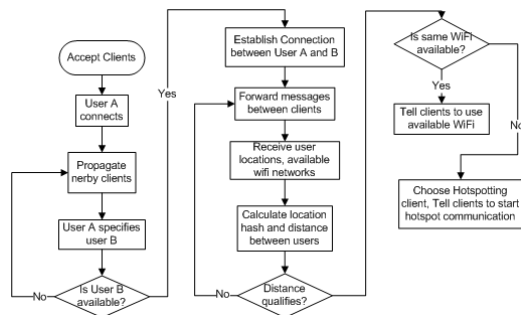 Accept Clients
User A
connects
Propagate
nerby clients
User A specifies
user B
Is User B
available?
No
Yes
Establish Connection
between User A and B
Forward messages
between clients
Receive user
locations, available
wifi networks
Calculate location
hash and distance
between users
Distance
qualifies?
No
Is same WiFi
available?
Yes
No
Tell clients to use
available WiFi
Choose Hotspotting
client, Tell clients to start
hotspot communication